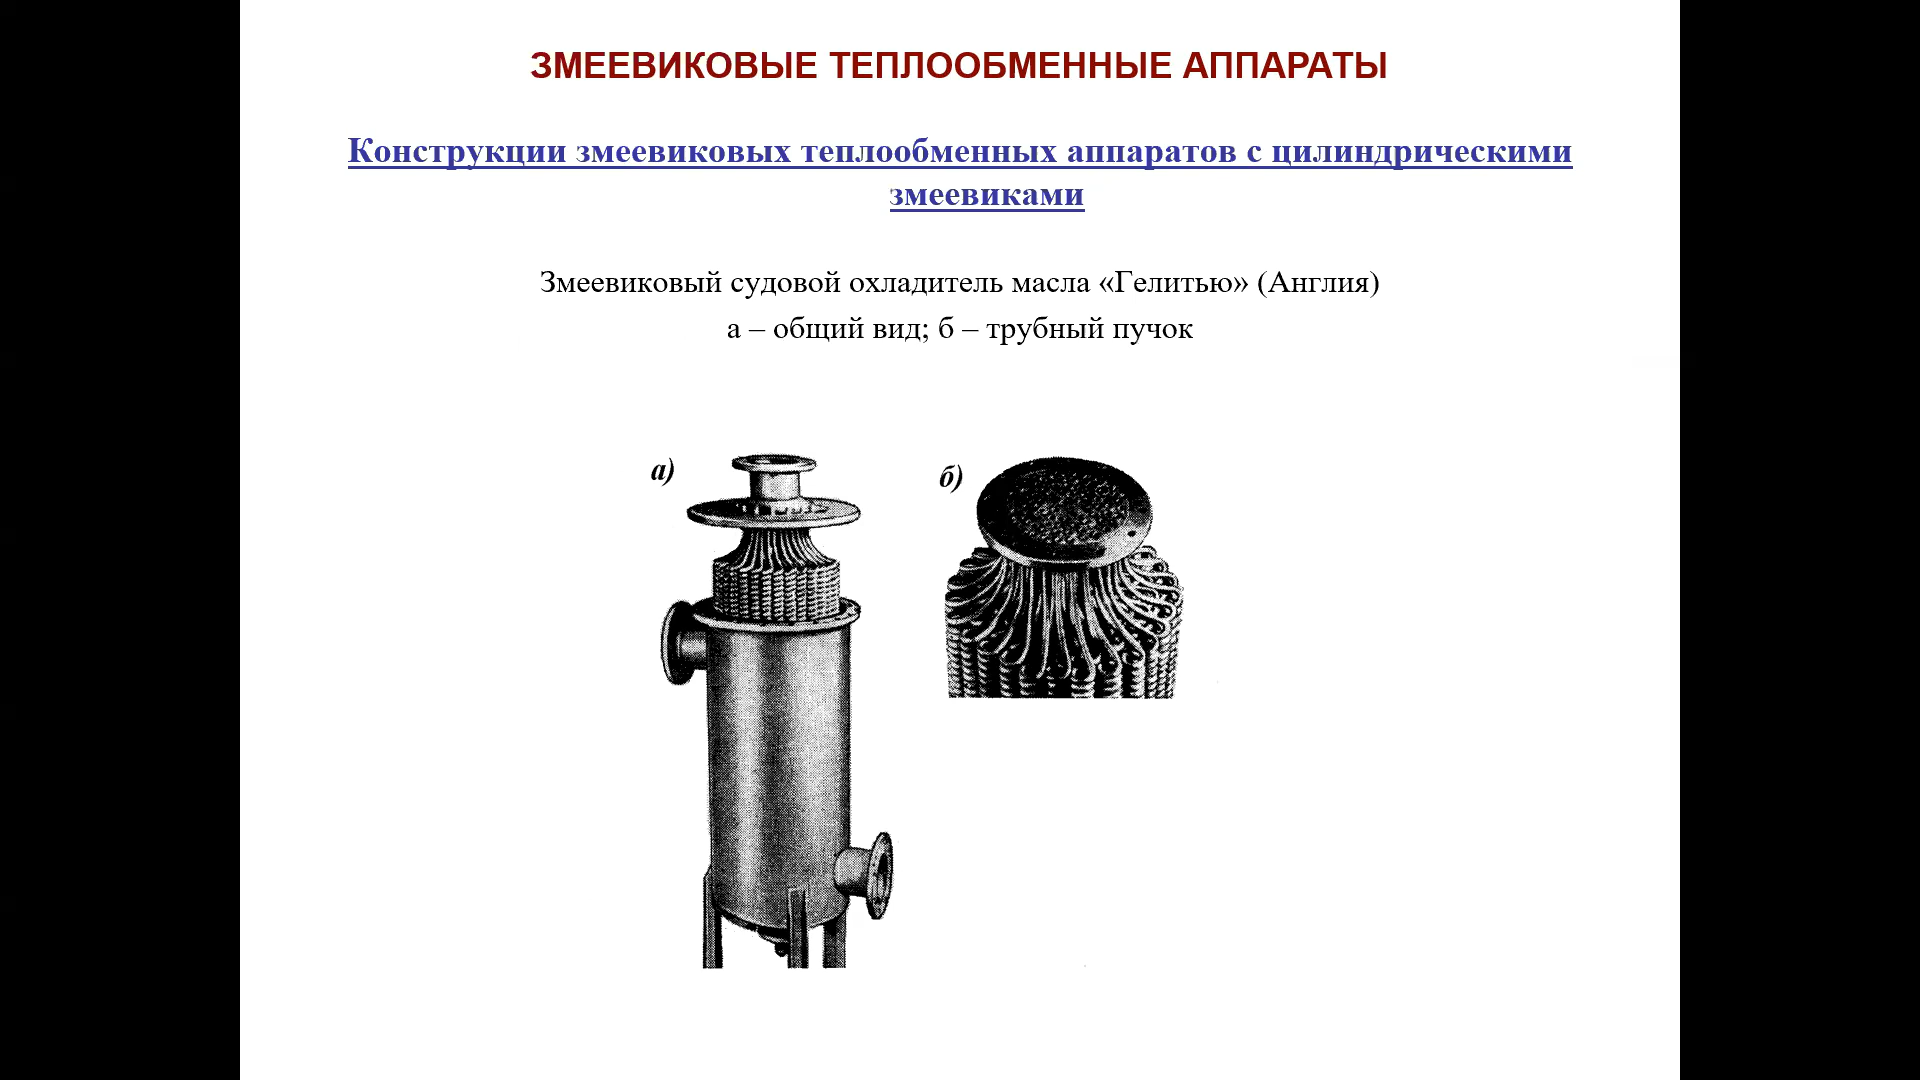 ЗМЕЕВИКОВЫЕ ТЕПЛООБМЕННЫЕ АППАРАТЫ
Конструкции змеевиковых теплообменных аппаратов с цилиндрическими
змеевиками
Змеевиковый судовой охладитель масла «Гелитью» (Англия)
а – общий вид; б – трубный пучок
а)
б)